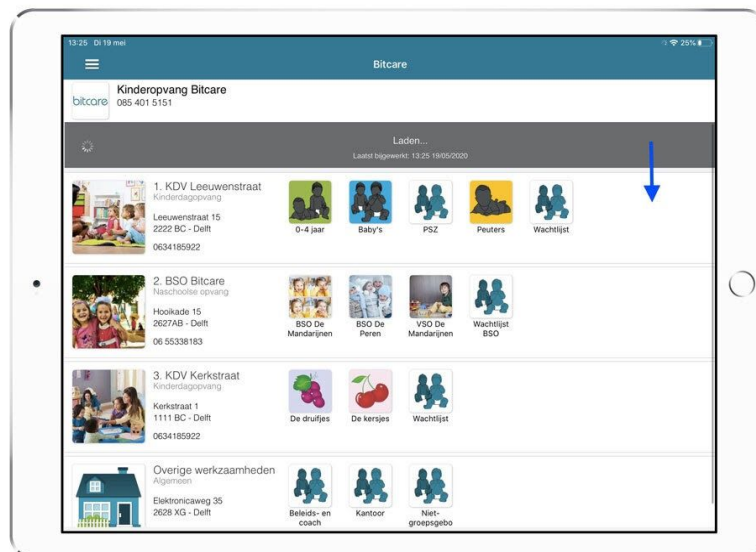 13:25 Di 19 mei
25%
Bitcare
bitcare
Kinderopvang Bitcare
085 401 5151
Laden...
Laatst bijgewerkt: 13:25 19/05/2020
1. KDV Leeuwenstraat
Kinderdagopvang
Leeuwenstraat 15
2222 BC - Delft
0634185922
0-4 jaar
Baby's
PSZ
Peuters
Wachtlijst
2. BSO Bitcare
Naschoolse opvang
Hooikade 15
2627AB - Delft
06 55338183
BSO De
Mandarijnen
BSO De
Peren
VSO De
Mandarijnen
Wachtlijst
BSO
3. KDV Kerkstraat
Kinderdagopvang
Kerkstraat 1
1111 BC - Delft
0634185922
De druifjes
De kersjes
Wachtlijst
Overige werkzaamheden
Algemeen
Elektronicaweg 35
2628 XG - Delft
Beleids- en
coach
Kantoor
Niet-
groepsgebo